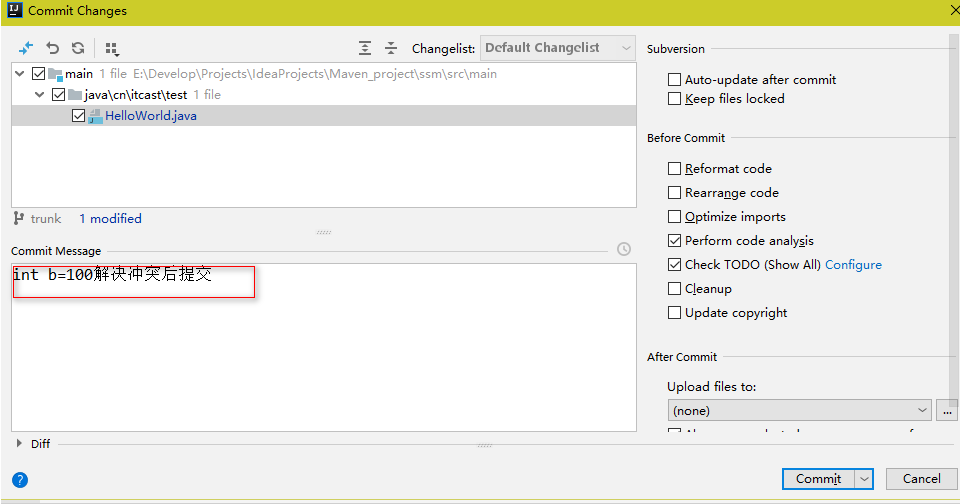 Commit Changes
Changelist: Default Changelist
main 1 file E:\Develop\Projects\IdeaProjects\Maven_project\ssm\src\main
java\cn\itcast\test 1 file
HelloWorld.java
trunk 1 modified
Commit Message
int b=100解决冲突后提交
Diff
Subversion
Auto-update after commit
Keep files locked
Before Commit
Reformat code
Rearrange code
Optimize imports
Perform code analysis
Check TODO (Show All) Configure
Cleanup
Update copyright
After Commit
Upload files to:
(none)
...
?
Commit
Cancel